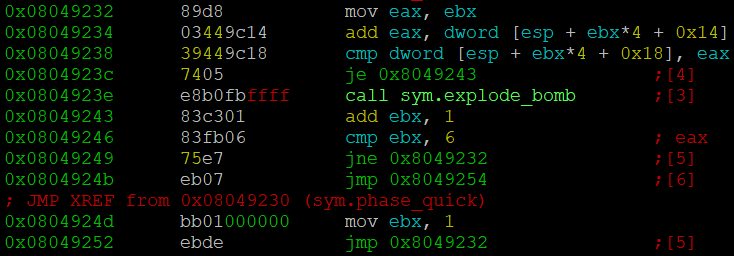 0x08049232 89d8 mov eax, ebx
0x08049234 03449c14 add eax, dword [esp + ebx*4 + 0x14]
0x08049238 39449c18 cmp dword [esp + ebx*4 + 0x18], eax
0x0804923c 7405 je 0x8049243 ;[4]
0x0804923e e8b0fbffff call sym.explode_bomb ;[3]
0x08049243 83c301 add ebx, 1
0x08049246 83fb06 cmp ebx, 6 ; eax
0x08049249 75e7 jne 0x8049232 ;[5]
0x0804924b eb07 jmp 0x8049254 ;[6]
; JMP XREF from 0x08049230 (sym.phase_quick)
0x0804924d bb01000000 mov ebx, 1
0x08049252 ebde jmp 0x8049232 ;[5]